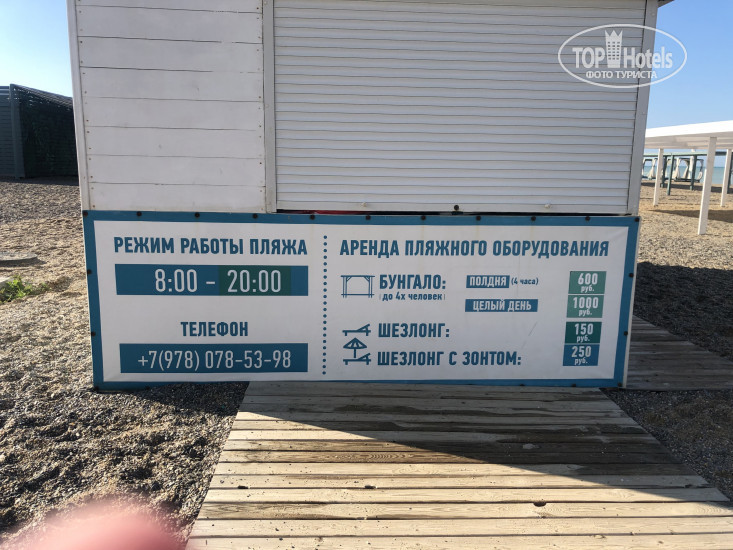 TOP Hotels
ФОТО ТУРИСТА
РЕЖИМ РАБОТЫ ПЛЯЖА
8:00 - 20:00
ТЕЛЕФОН
+7(978) 078-53-98
АРЕНДА ПЛЯЖНОГО ОБОРУДОВАНИЯ
БУНГАЛО: ПОЛДНЯ (4 часа) 600 руб.
(до 4х человек) ЦЕЛЫЙ ДЕНЬ 1000 руб.
ШЕЗЛОНГ: 150 руб.
ШЕЗЛОНГ С ЗОНТОМ: 250 руб.